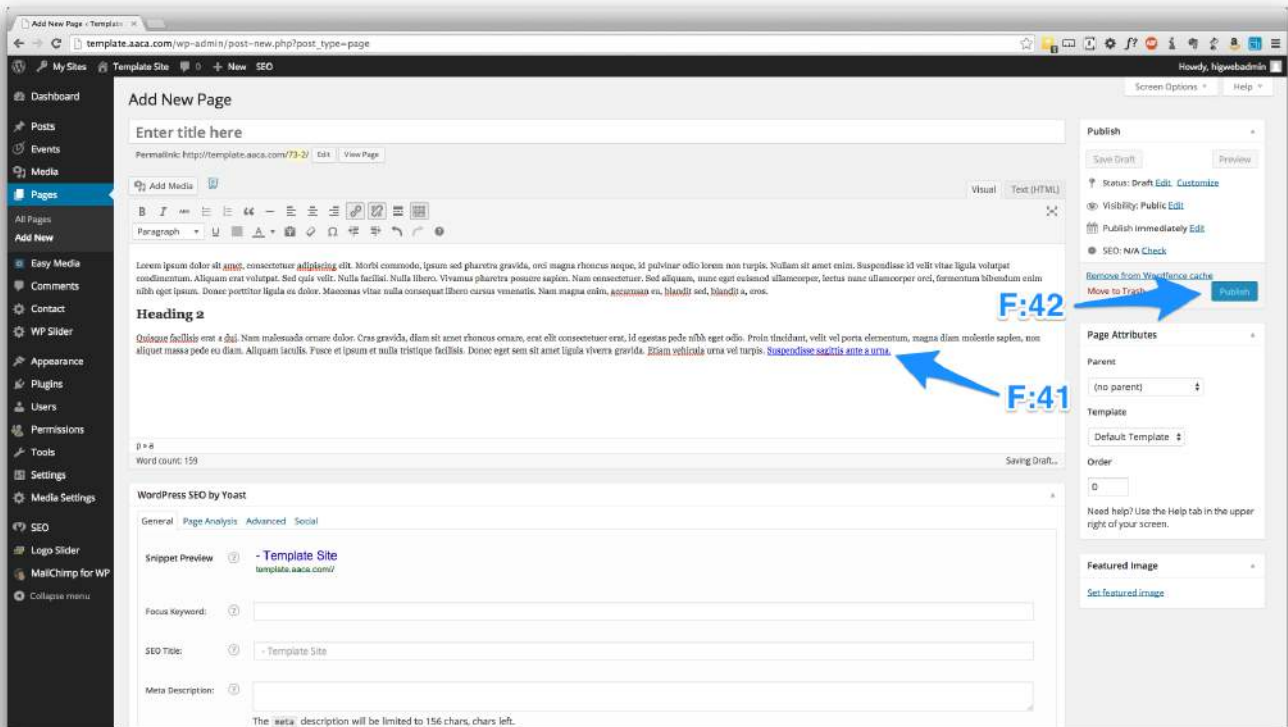 Add New Page ‹ Template
template.aaca.com/wp-admin/post-new.php?post_type=page
My Sites Template Site 0 + New SEO
Howdy, higwebadmin
Screen Options Help
Dashboard
Posts
Events
Media
Pages
All Pages
Add New
Easy Media
Comments
Contact
WP Slider
Appearance
Plugins
Users
Permissions
Tools
Settings
Media Settings
SEO
Logo Slider
MailChimp for WP
Collapse menu
Add New Page
Enter title here
Permalink: http://template.aaca.com/73-2/ Edit View Page
Add Media
Visual Text (HTML)
Paragraph
Lorem ipsum dolor sit amet, consectetuer adipiscing elit. Morbi commodo, ipsum sed pharetra gravida, orci magna rhoncus neque, id pulvinar odio lorem non turpis. Nullam sit amet enim. Suspendisse id velit vitae ligula volutpat
condimentum. Aliquam erat volutpat. Sed quis velit. Nulla facilisi. Nulla libero. Vivamus pharetra posuere sapien. Nam consectetuer. Sed aliquam, nunc eget euismod ullamcorper, lectus nunc ullamcorper orci, fermentum bibendum enim
nibh eget ipsum. Donec porttitor ligula eu dolor. Maecenas vitae nulla consequat libero cursus venenatis. Nam magna enim, accumsan eu, blandit sed, blandit a, eros.
Heading 2
Quisque facilisis erat a dui. Nam malesuada ornare dolor. Cras gravida, diam sit amet rhoncus ornare, erat elit consectetuer erat, id egestas pede nibh eget odio. Proin tincidunt, velit vel porta elementum, magna diam molestie sapien, non
aliquet massa pede eu diam. Aliquam iaculis. Fusce et ipsum et nulla tristique facilisis. Donec eget sem sit amet ligula viverra gravida. Etiam vehicula urna vel turpis. Suspendisse sagittis ante a urna.
F:42
F:41
p » a
Word count: 159
Saving Draft...
WordPress SEO by Yoast
General Page Analysis Advanced Social
Snippet Preview
- Template Site
template.aaca.com//
Focus Keyword:
SEO Title:
- Template Site
Meta Description:
The meta description will be limited to 156 chars, chars left.
Publish
Save Draft Preview
Status: Draft Edit Customize
Visibility: Public Edit
Publish immediately Edit
SEO: N/A Check
Remove from Wordfence cache
Move to Trash
Publish
Page Attributes
Parent
(no parent)
Template
Default Template
Order
0
Need help? Use the Help tab in the upper
right of your screen.
Featured Image
Set featured image